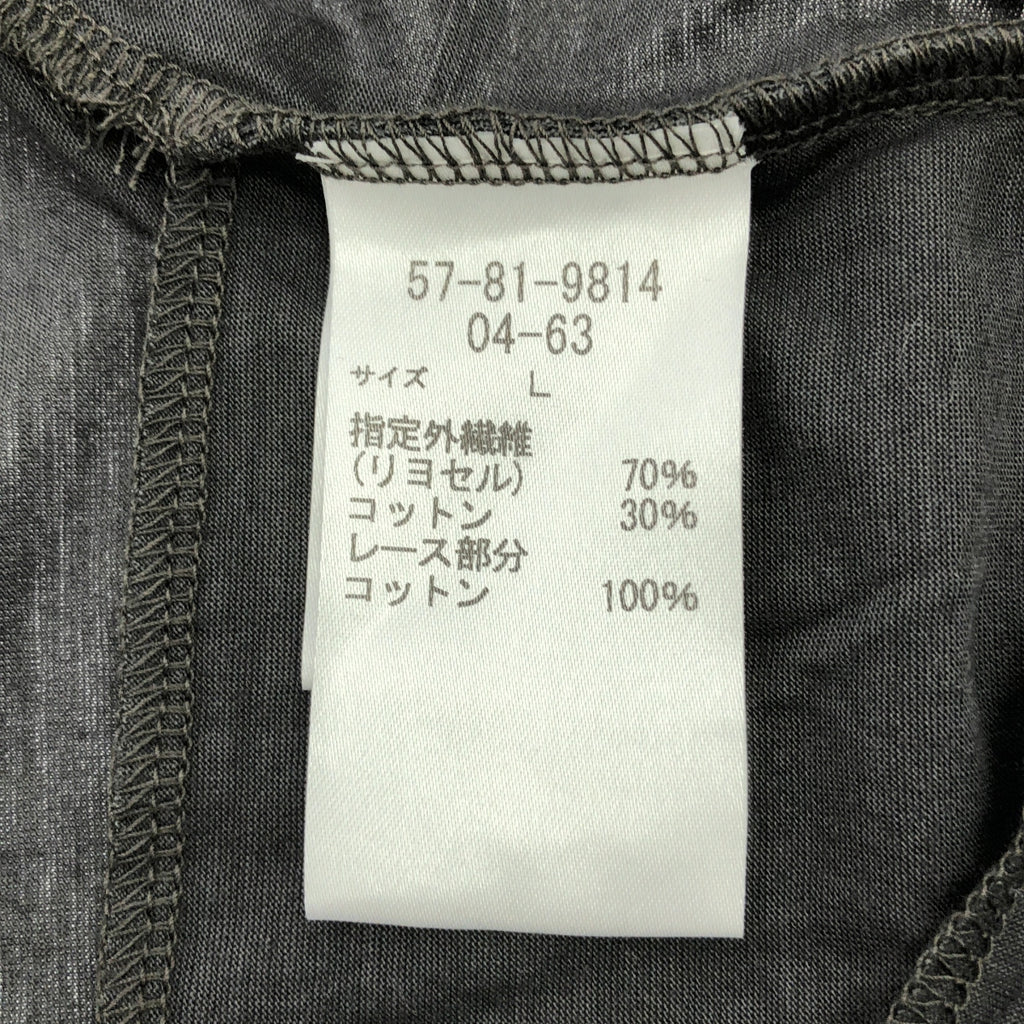 57-81-9814
04-63
サイズ L
指定外繊維
(リヨセル) 70%
コットン 30%
レース部分
コットン 100%